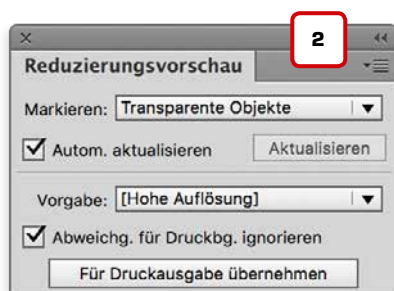 2
Reduzierungsvorschau
Markieren: Transparente Objekte
Autom. aktualisieren Aktualisieren
Vorgabe: [Hohe Auflösung]
Abweichg. für Druckbg. ignorieren
Für Druckausgabe übernehmen